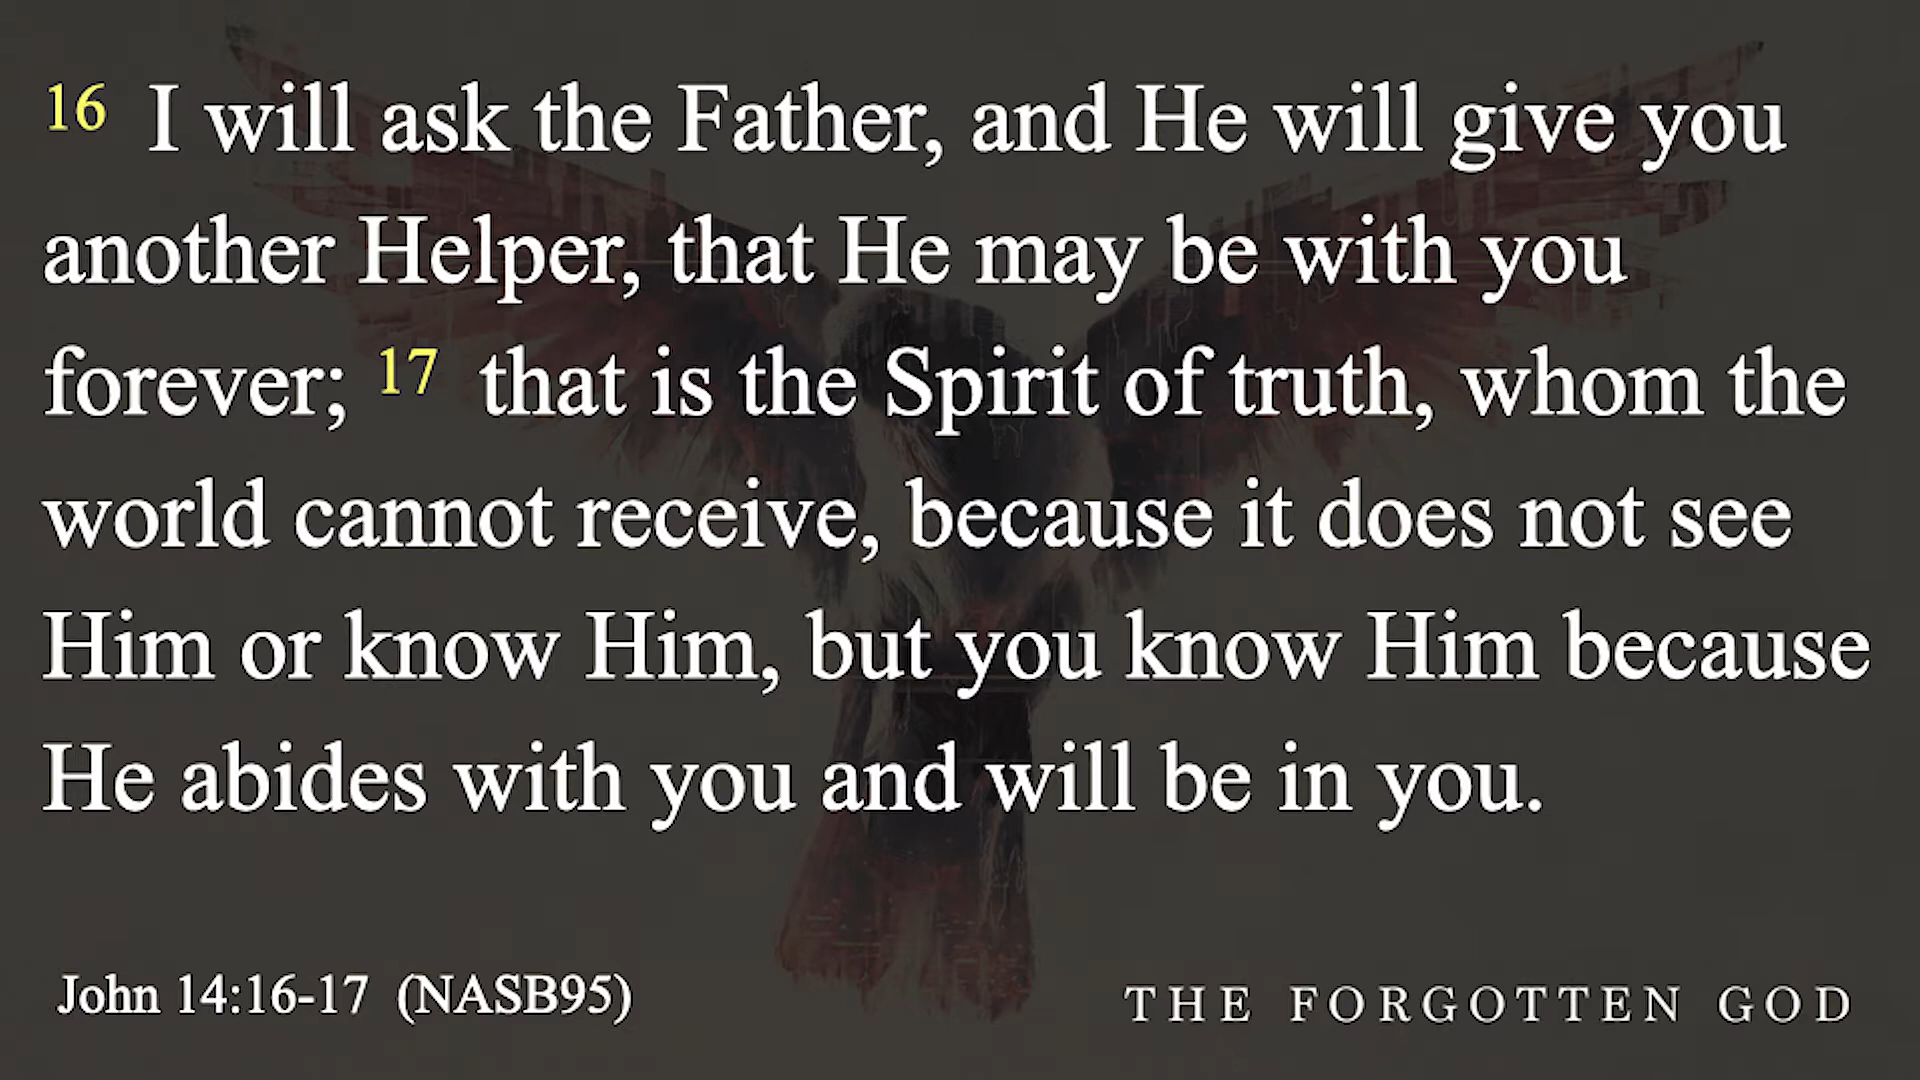 16 I will ask the Father, and He will give you
another Helper, that He may be with you
forever; 17 that is the Spirit of truth, whom the
world cannot receive, because it does not see
Him or know Him, but you know Him because
He abides with you and will be in you.
John 14:16-17 (NASB95)
THE FORGOTTEN GOD